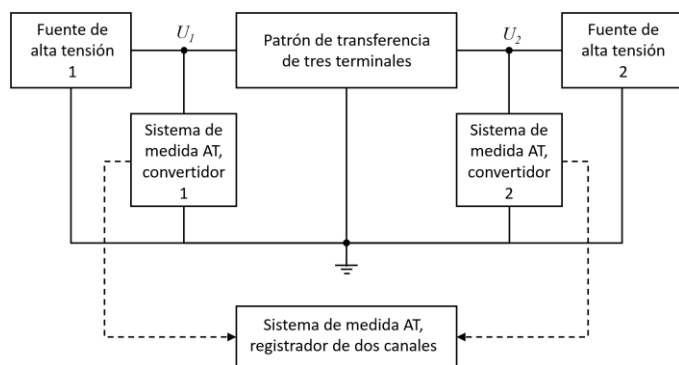 Fuente de
alta tensión
1
U1
Patrón de transferencia
de tres terminales
U2
Fuente de
alta tensión
2
Sistema de
medida AT,
convertidor
1
Sistema de
medida AT,
convertidor
2
Sistema de medida AT,
registrador de dos canales